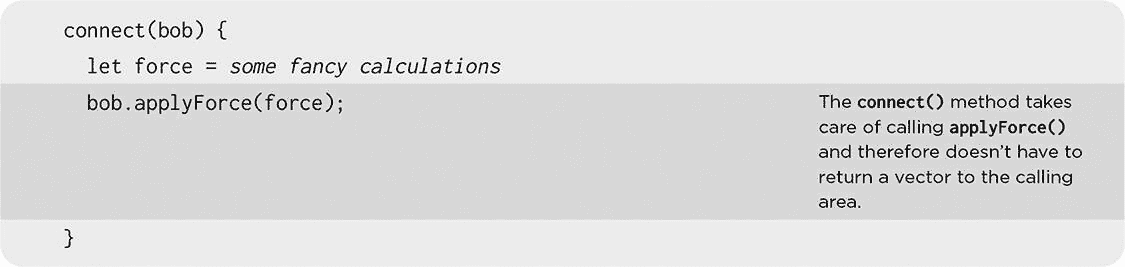 connect(bob) {
let force = some fancy calculations
bob.applyForce(force);
The connect() method takes
care of calling applyForce()
and therefore doesn’t have to
return a vector to the calling
area.
}